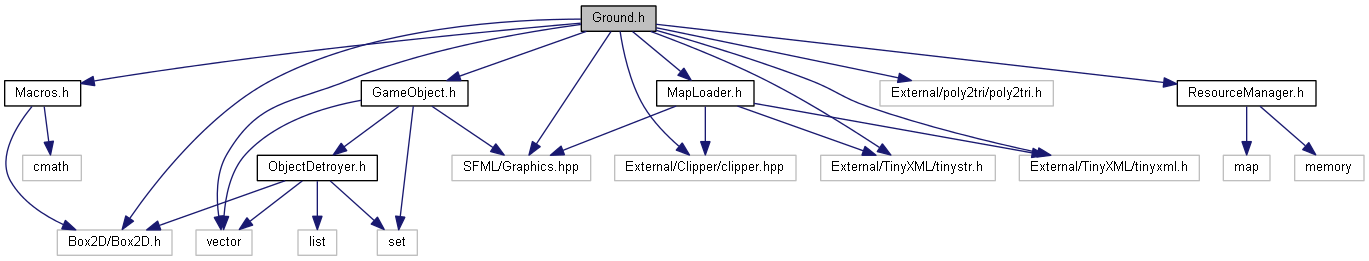 Ground.h
Macros.h
GameObject.h
MapLoader.h
External/poly2tri/poly2tri.h
ResourceManager.h
cmath
ObjectDetroyer.h
SFML/Graphics.hpp
External/Clipper/clipper.hpp
External/TinyXML/tinystr.h
External/TinyXML/tinyxml.h
map
memory
Box2D/Box2D.h
vector
list
set